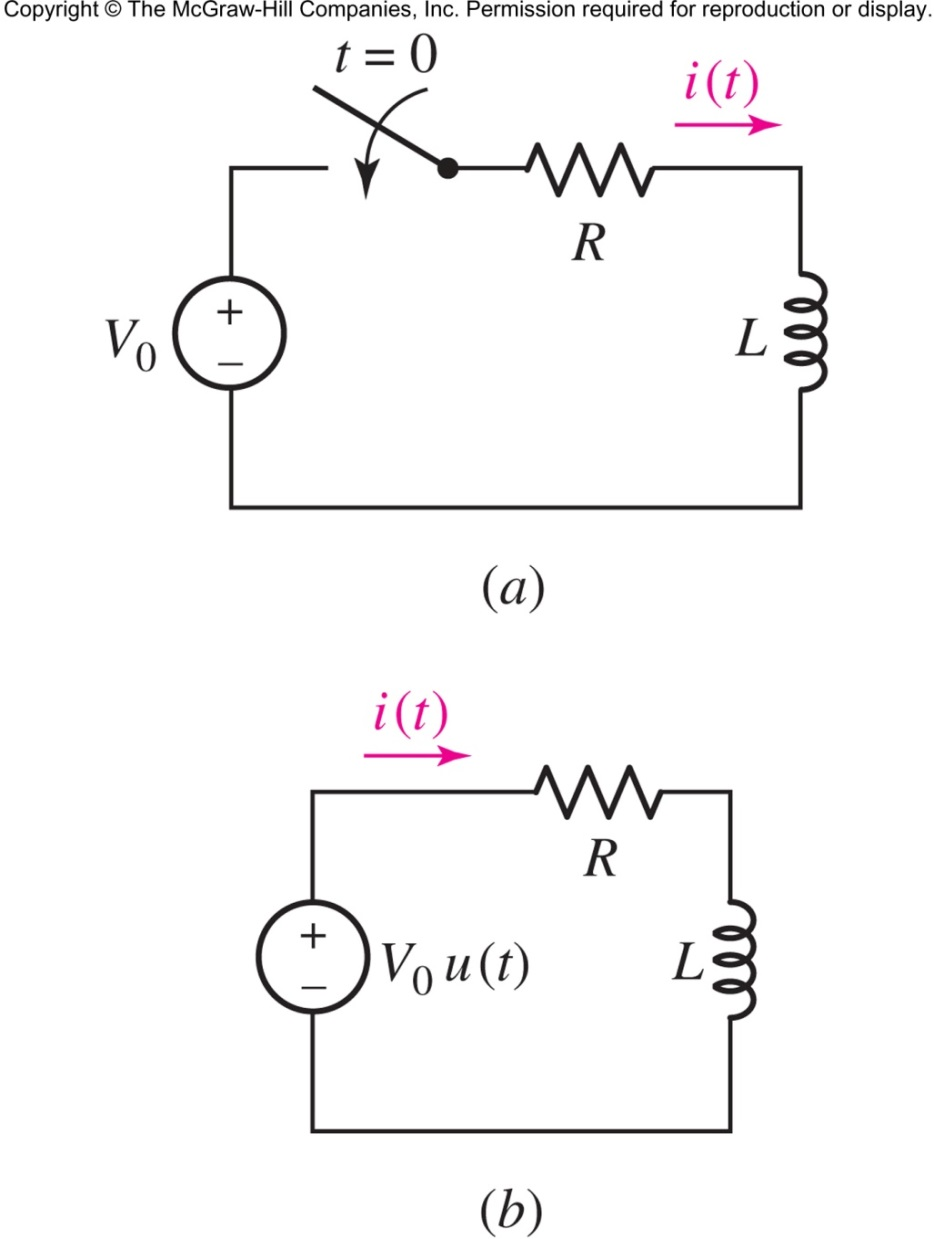 Copyright © The McGraw-Hill Companies, Inc. Permission required for reproduction or display.
t = 0
i(t)
R
+
V₀
L
–
(a)
i(t)
R
+
V₀ u(t)
L
–
(b)